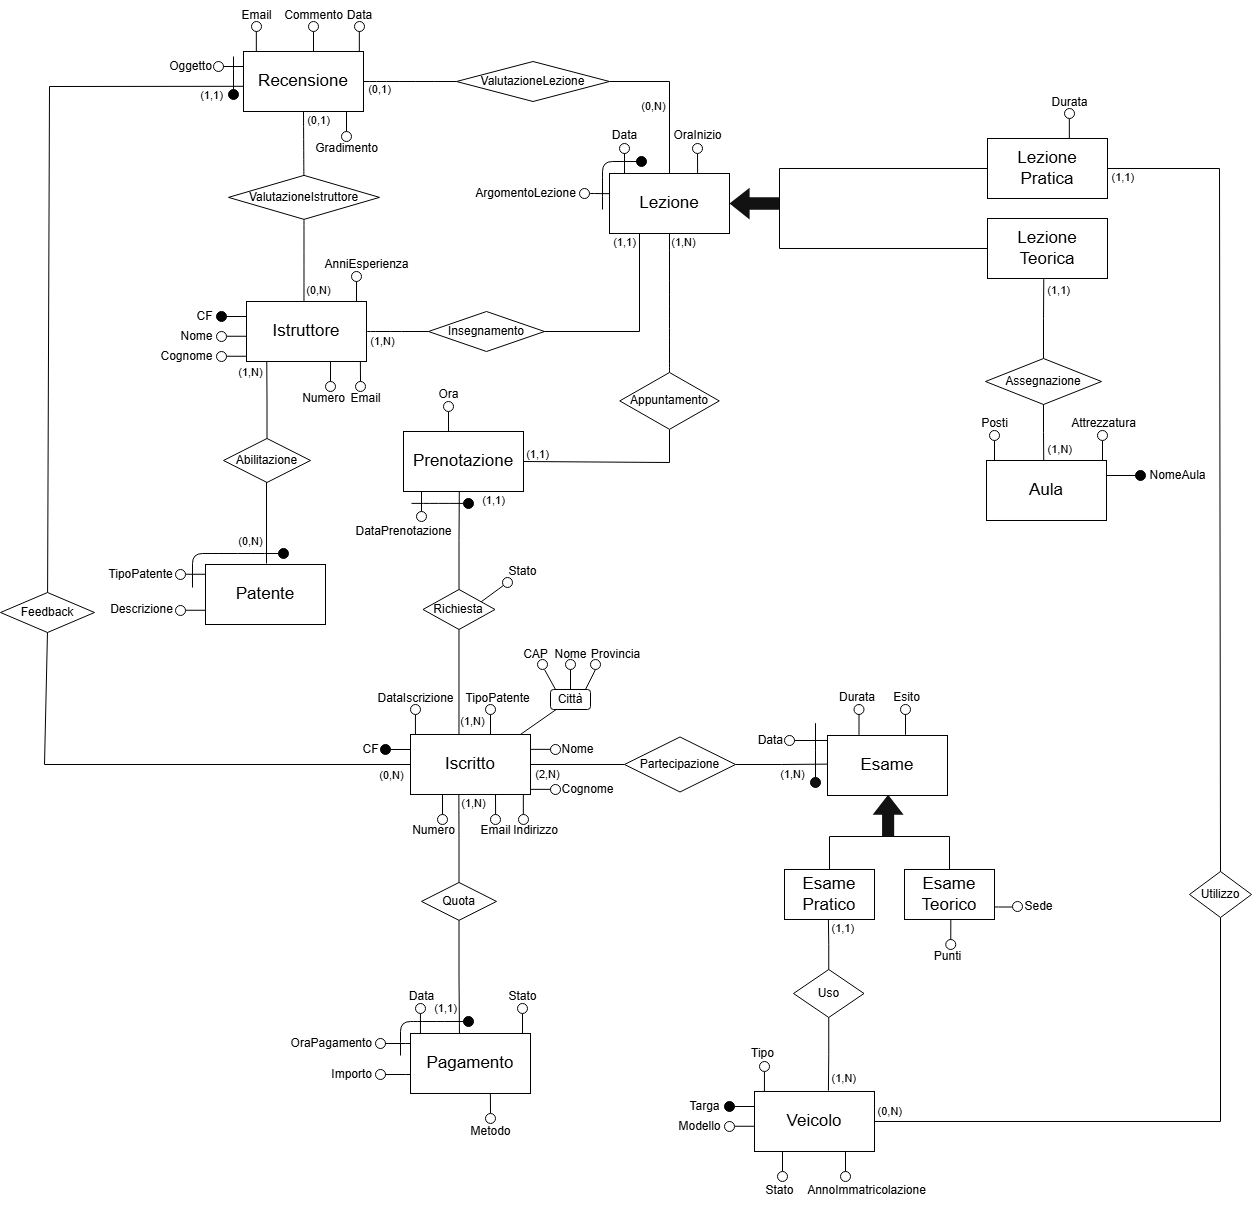 Email
Commento
Data
Oggetto
Recensione
(1,1)
(0,1)
ValutazioneLezione
(0,N)
(0,1)
Gradimento
Durata
Lezione
Pratica
(1,1)
Data
OraInizio
ArgomentoLezione
Lezione
(1,1)
(1,N)
ValutazioneIstruttore
Lezione
Teorica
(1,1)
AnniEsperienza
(0,N)
CF
Nome
Cognome
Istruttore
(1,N)
(1,N)
Numero
Email
Insegnamento
Assegnazione
Appuntamento
Ora
Prenotazione
(1,1)
(1,1)
DataPrenotazione
Posti
Attrezzatura
(1,N)
NomeAula
Aula
Abilitazione
(0,N)
TipoPatente
Descrizione
Patente
Feedback
Stato
Richiesta
CAP
Nome
Provincia
Città
DataIscrizione
TipoPatente
(1,N)
CF
Iscritto
Nome
Cognome
(0,N)
(2,N)
(1,N)
Numero
Email
Indirizzo
Partecipazione
Durata
Esito
Data
(1,N)
Esame
Esame
Pratico
Esame
Teorico
Sede
Punti
(1,1)
Utilizzo
Quota
Uso
Data
(1,1)
Stato
OraPagamento
Importo
Pagamento
Metodo
Tipo
(1,N)
Targa
Modello
Veicolo
(0,N)
Stato
AnnoImmatricolazione